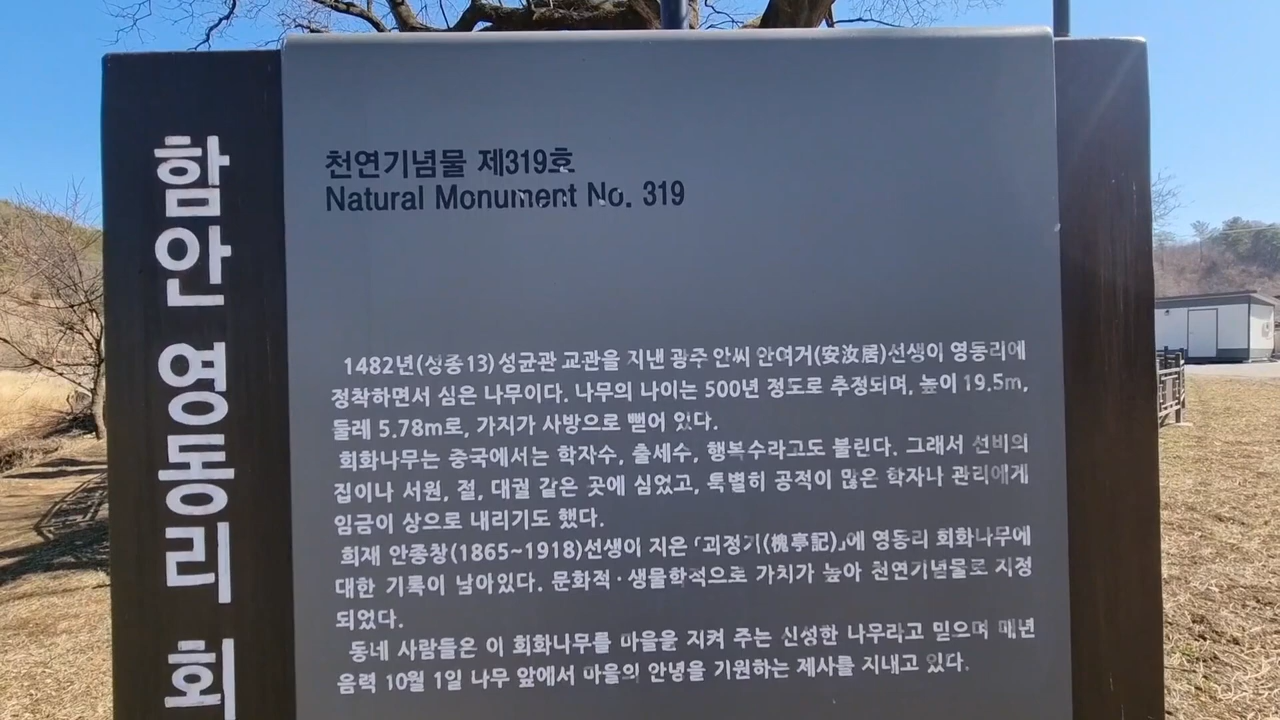 함안 영동리 회
천연기념물 제319호
Natural Monument No. 319
1482년(성종13) 성균관 교관을 지낸 광주 안씨 안여거(安汝居)선생이 영동리에
정착하면서 심은 나무이다. 나무의 나이는 500년 정도로 추정되며, 높이 19.5m,
둘레 5.78m로, 가지가 사방으로 뻗어 있다.
회화나무는 중국에서는 학자수, 출세수, 행복수라고도 불린다. 그래서 선비의
집이나 서원, 절, 대궐 같은 곳에 심었고, 특별히 공적이 많은 학자나 관리에게
임금이 상으로 내리기도 했다.
희재 안종창(1865~1918)선생이 지은 「괴정기(槐亭記)」에 영동리 회화나무에
대한 기록이 남아있다. 문화적·생물학적으로 가치가 높아 천연기념물로 지정
되었다.
동네 사람들은 이 회화나무를 마을을 지켜 주는 신성한 나무라고 믿으며 매년
음력 10월 1일 나무 앞에서 마을의 안녕을 기원하는 제사를 지내고 있다.